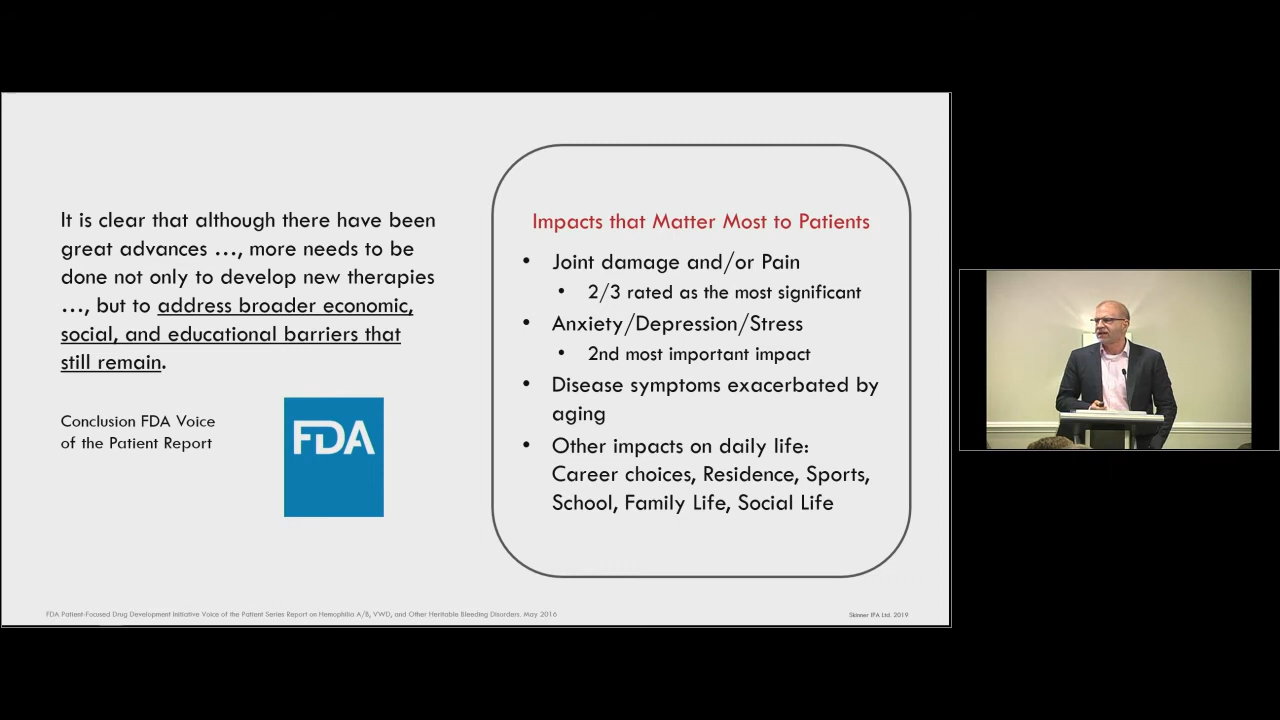 It is clear that although there have been
great advances ..., more needs to be
done not only to develop new therapies
..., but to address broader economic,
social, and educational barriers that
still remain.
Conclusion FDA Voice
of the Patient Report
FDA
Impacts that Matter Most to Patients
• Joint damage and/or Pain
• 2/3 rated as the most significant
• Anxiety/Depression/Stress
• 2nd most important impact
• Disease symptoms exacerbated by
aging
• Other impacts on daily life:
Career choices, Residence, Sports,
School, Family Life, Social Life
FDA Patient-Focused Drug Development Initiative Voice of the Patient Series Report on Hemophilia A/B, VWD, and Other Heritable Bleeding Disorders. May 2016
Skinner IPA Ltd. 2019